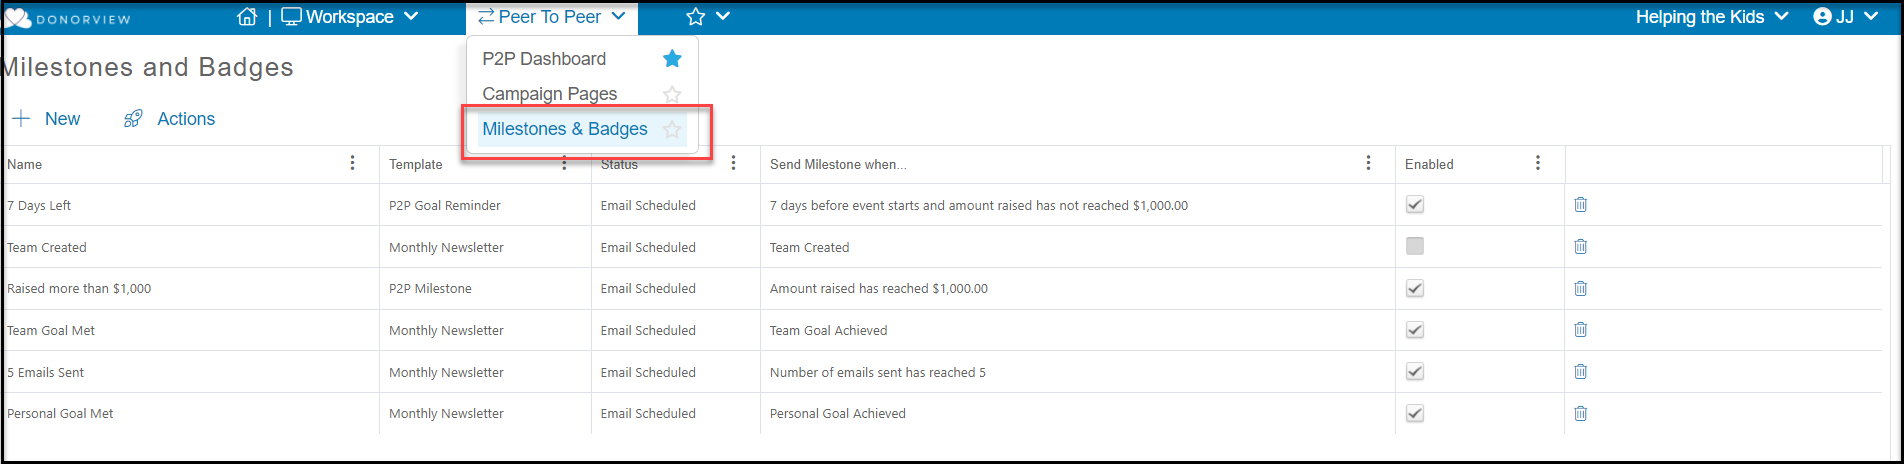 DONORVIEW | Workspace Peer To Peer Helping the Kids JJ
P2P Dashboard
Milestones and Badges
Campaign Pages
New Actions Milestones & Badges
Name Template Status Send Milestone when... Enabled
7 Days Left P2P Goal Reminder Email Scheduled 7 days before event starts and amount raised has not reached $1,000.00
Team Created Monthly Newsletter Email Scheduled Team Created
Raised more than $1,000 P2P Milestone Email Scheduled Amount raised has reached $1,000.00
Team Goal Met Monthly Newsletter Email Scheduled Team Goal Achieved
5 Emails Sent Monthly Newsletter Email Scheduled Number of emails sent has reached 5
Personal Goal Met Monthly Newsletter Email Scheduled Personal Goal Achieved